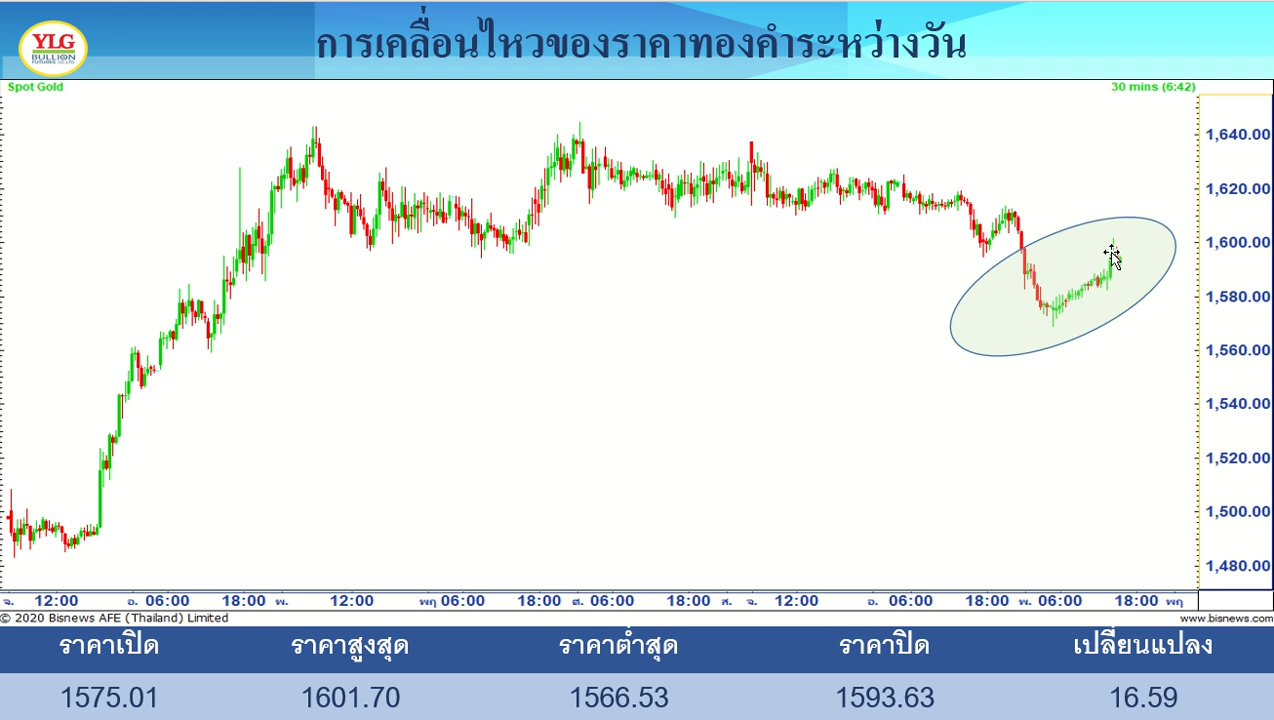 YLG
BULLION
FUTURES CO.,LTD.
การเคลื่อนไหวของราคาทองคำระหว่างวัน
Spot Gold 30 mins (6:42)
1,640.00
1,620.00
1,600.00
1,580.00
1,560.00
1,540.00
1,520.00
1,500.00
1,480.00
จ. 12:00 อ. 06:00 18:00 พ. 12:00 พฤ 06:00 18:00 ศ. 06:00 18:00 ส. จ. 12:00 อ. 06:00 18:00 พ. 06:00 18:00 พฤ
© 2020 Bisnews AFE (Thailand) Limited www.bisnews.com
ราคาเปิด ราคาสูงสุด ราคาต่ำสุด ราคาปิด เปลี่ยนแปลง
1575.01 1601.70 1566.53 1593.63 16.59